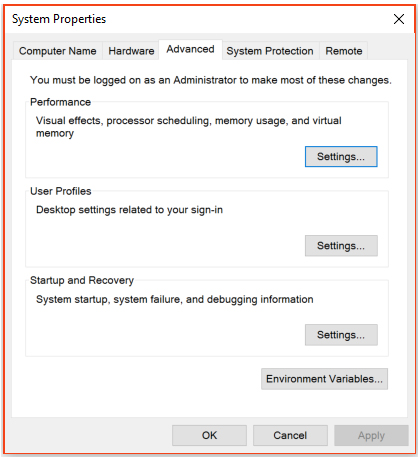 System Properties
Computer Name Hardware Advanced System Protection Remote
You must be logged on as an Administrator to make most of these changes.
Performance
Visual effects, processor scheduling, memory usage, and virtual
memory
Settings...
User Profiles
Desktop settings related to your sign-in
Settings...
Startup and Recovery
System startup, system failure, and debugging information
Settings...
Environment Variables...
OK Cancel Apply